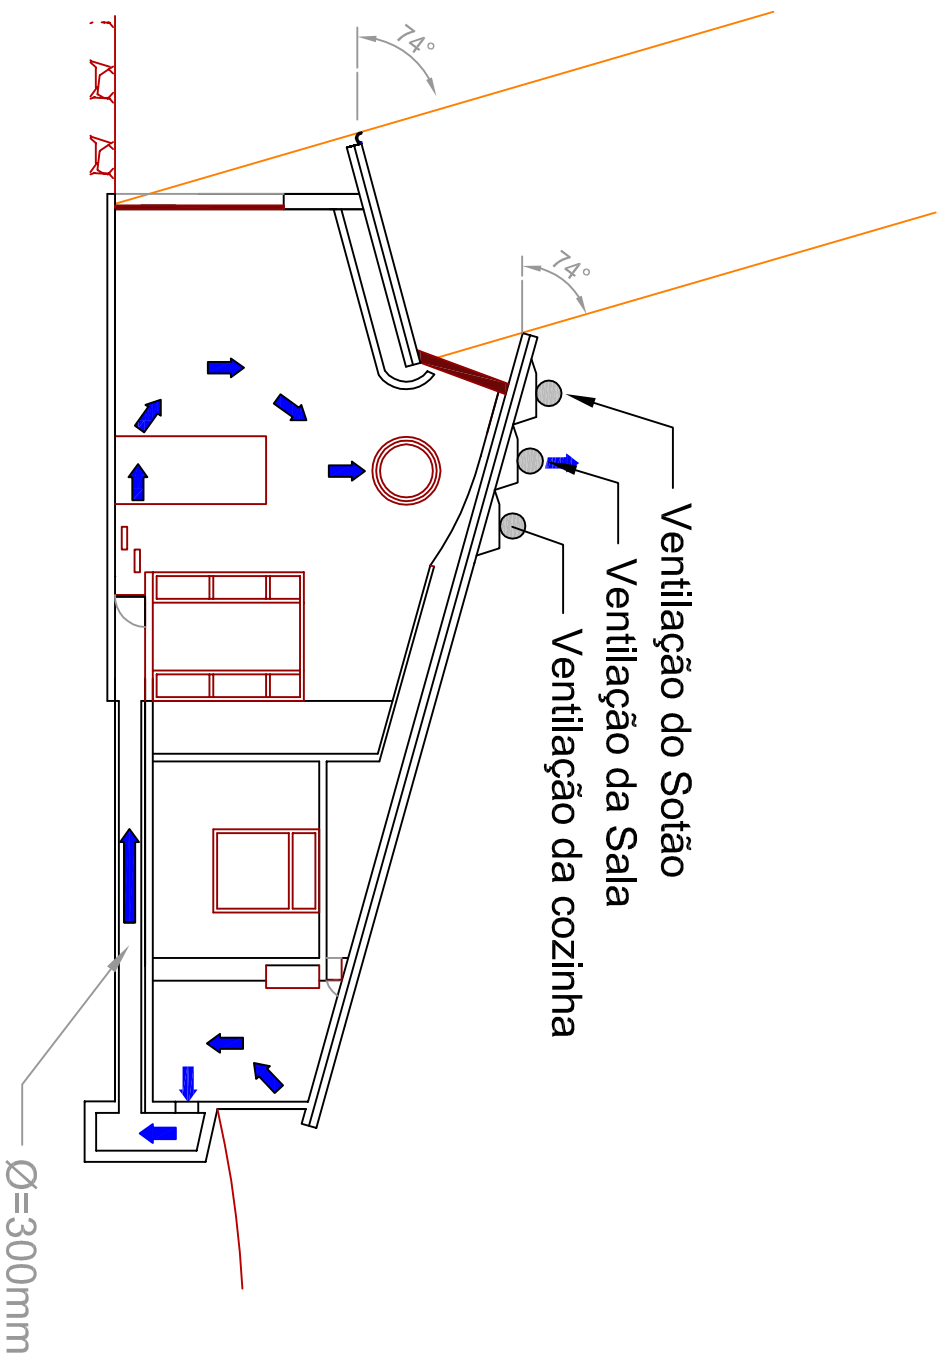 74°
74°
Ventilação do Sotão
Ventilação da Sala
Ventilação da cozinha
Ø=300mm